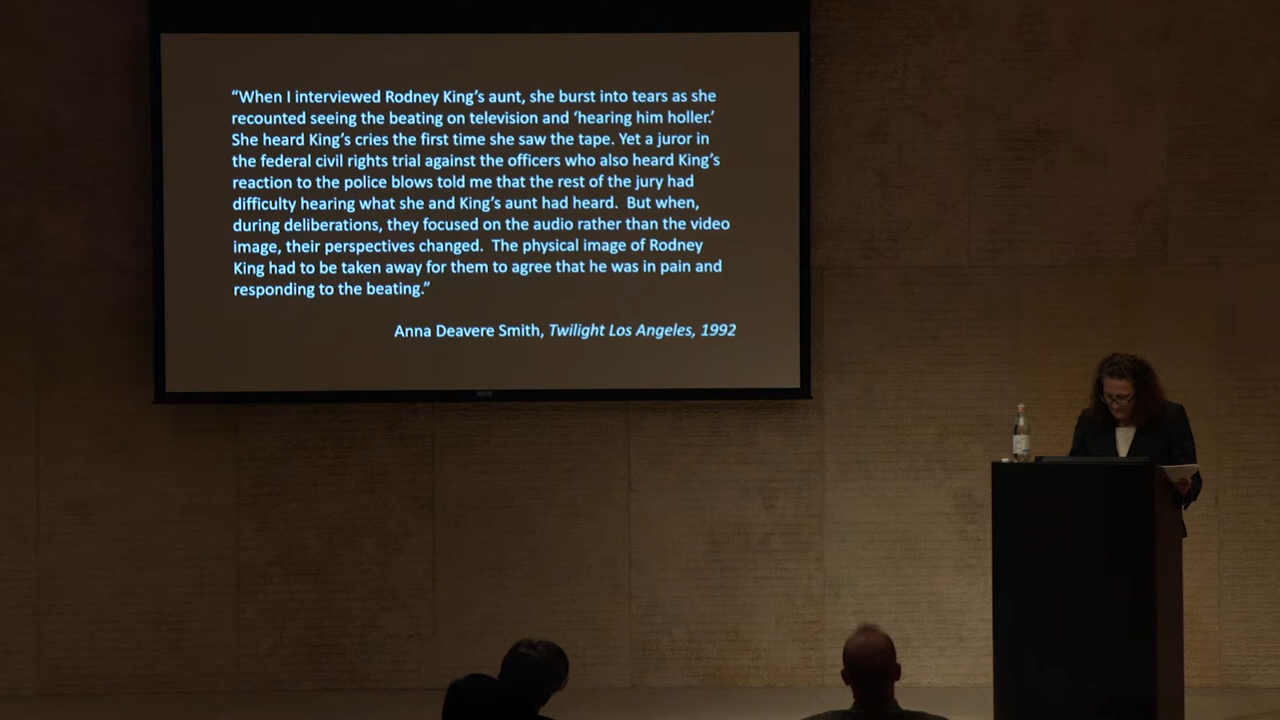 “When I interviewed Rodney King’s aunt, she burst into tears as she
recounted seeing the beating on television and ‘hearing him holler.’
She heard King’s cries the first time she saw the tape. Yet a juror in
the federal civil rights trial against the officers who also heard King’s
reaction to the police blows told me that the rest of the jury had
difficulty hearing what she and King’s aunt had heard.  But when,
during deliberations, they focused on the audio rather than the video
image, their perspectives changed.  The physical image of Rodney
King had to be taken away for them to agree that he was in pain and
responding to the beating.”
Anna Deavere Smith, Twilight Los Angeles, 1992